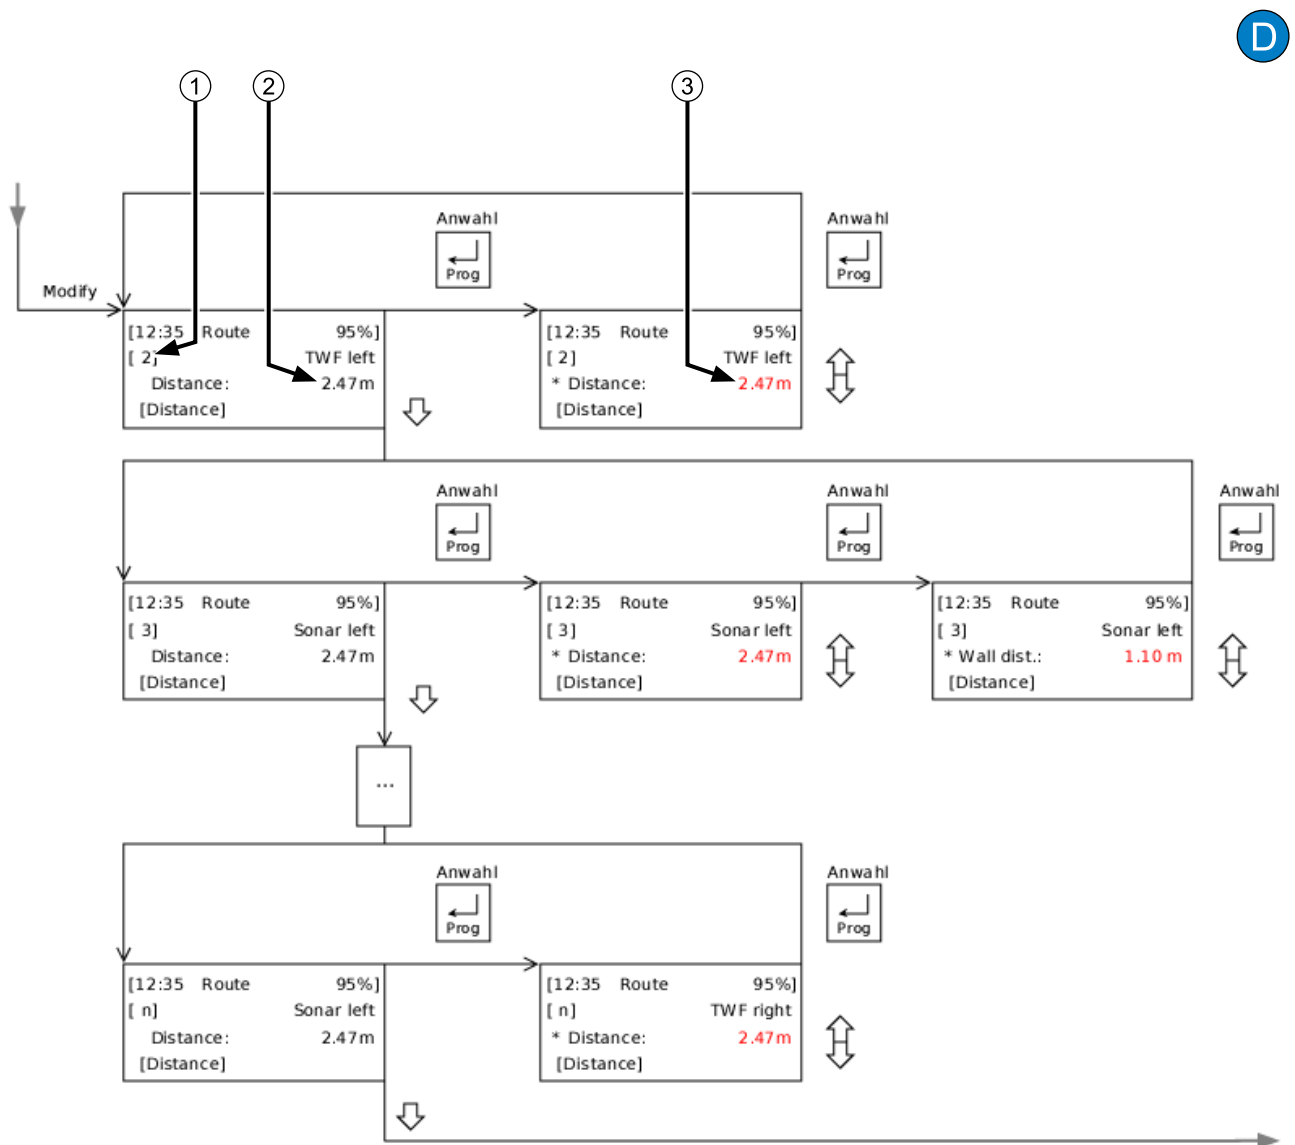 D
1 2 3
Anwahl Anwahl
Prog Prog
Modify
[12:35 Route 95%] [12:35 Route 95%]
[ 2] TWF left [ 2] TWF left
Distance: 2.47m * Distance: 2.47m
[Distance] [Distance]
Anwahl Anwahl Anwahl
Prog Prog Prog
[12:35 Route 95%] [12:35 Route 95%] [12:35 Route 95%]
[ 3] Sonar left [ 3] Sonar left [ 3] Sonar left
Distance: 2.47m * Distance: 2.47m * Wall dist.: 1.10 m
[Distance] [Distance] [Distance]
...
Anwahl Anwahl
Prog Prog
[12:35 Route 95%] [12:35 Route 95%]
[ n] Sonar left [ n] TWF right
Distance: 2.47m * Distance: 2.47m
[Distance] [Distance]